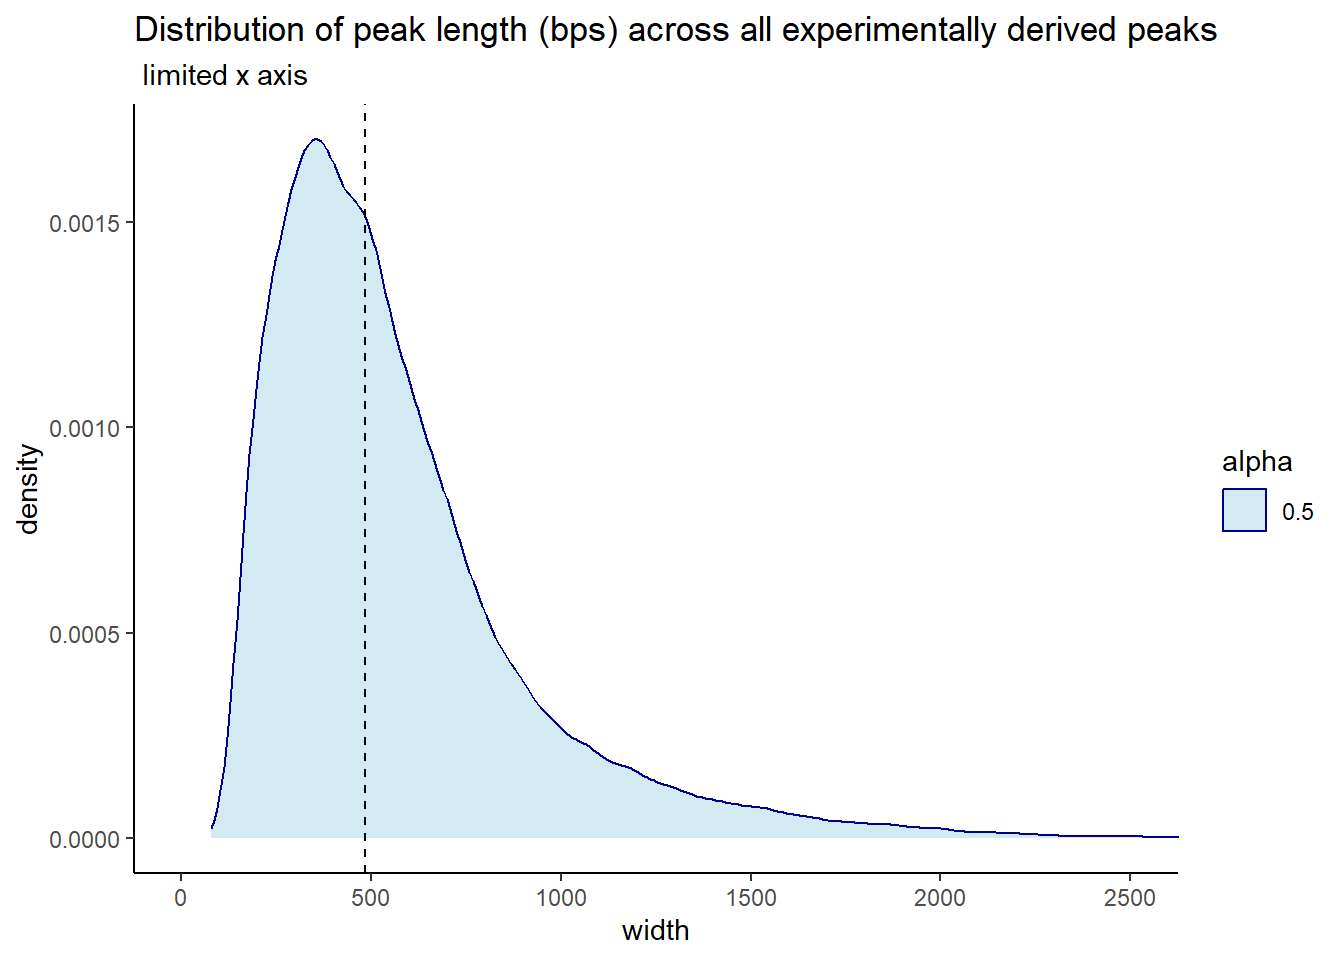 Distribution of peak length (bps) across all experimentally derived peaks
limited x axis
density
0.0015
0.0010
0.0005
0.0000
0
500
1000
1500
2000
2500
width
alpha
0.5